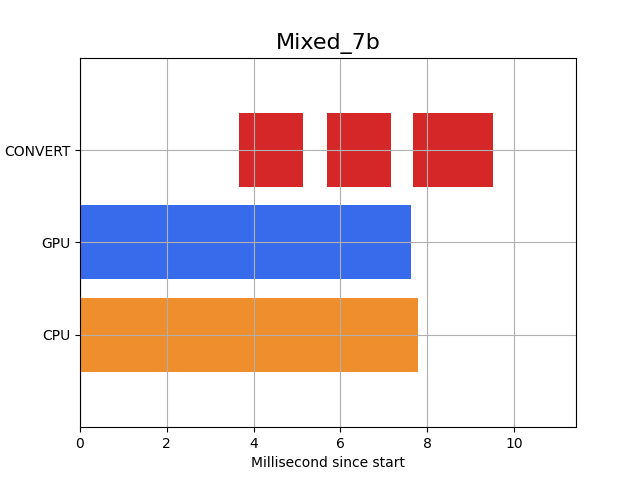 Mixed_7b
CONVERT
GPU
CPU
0 2 4 6 8 10
Millisecond since start